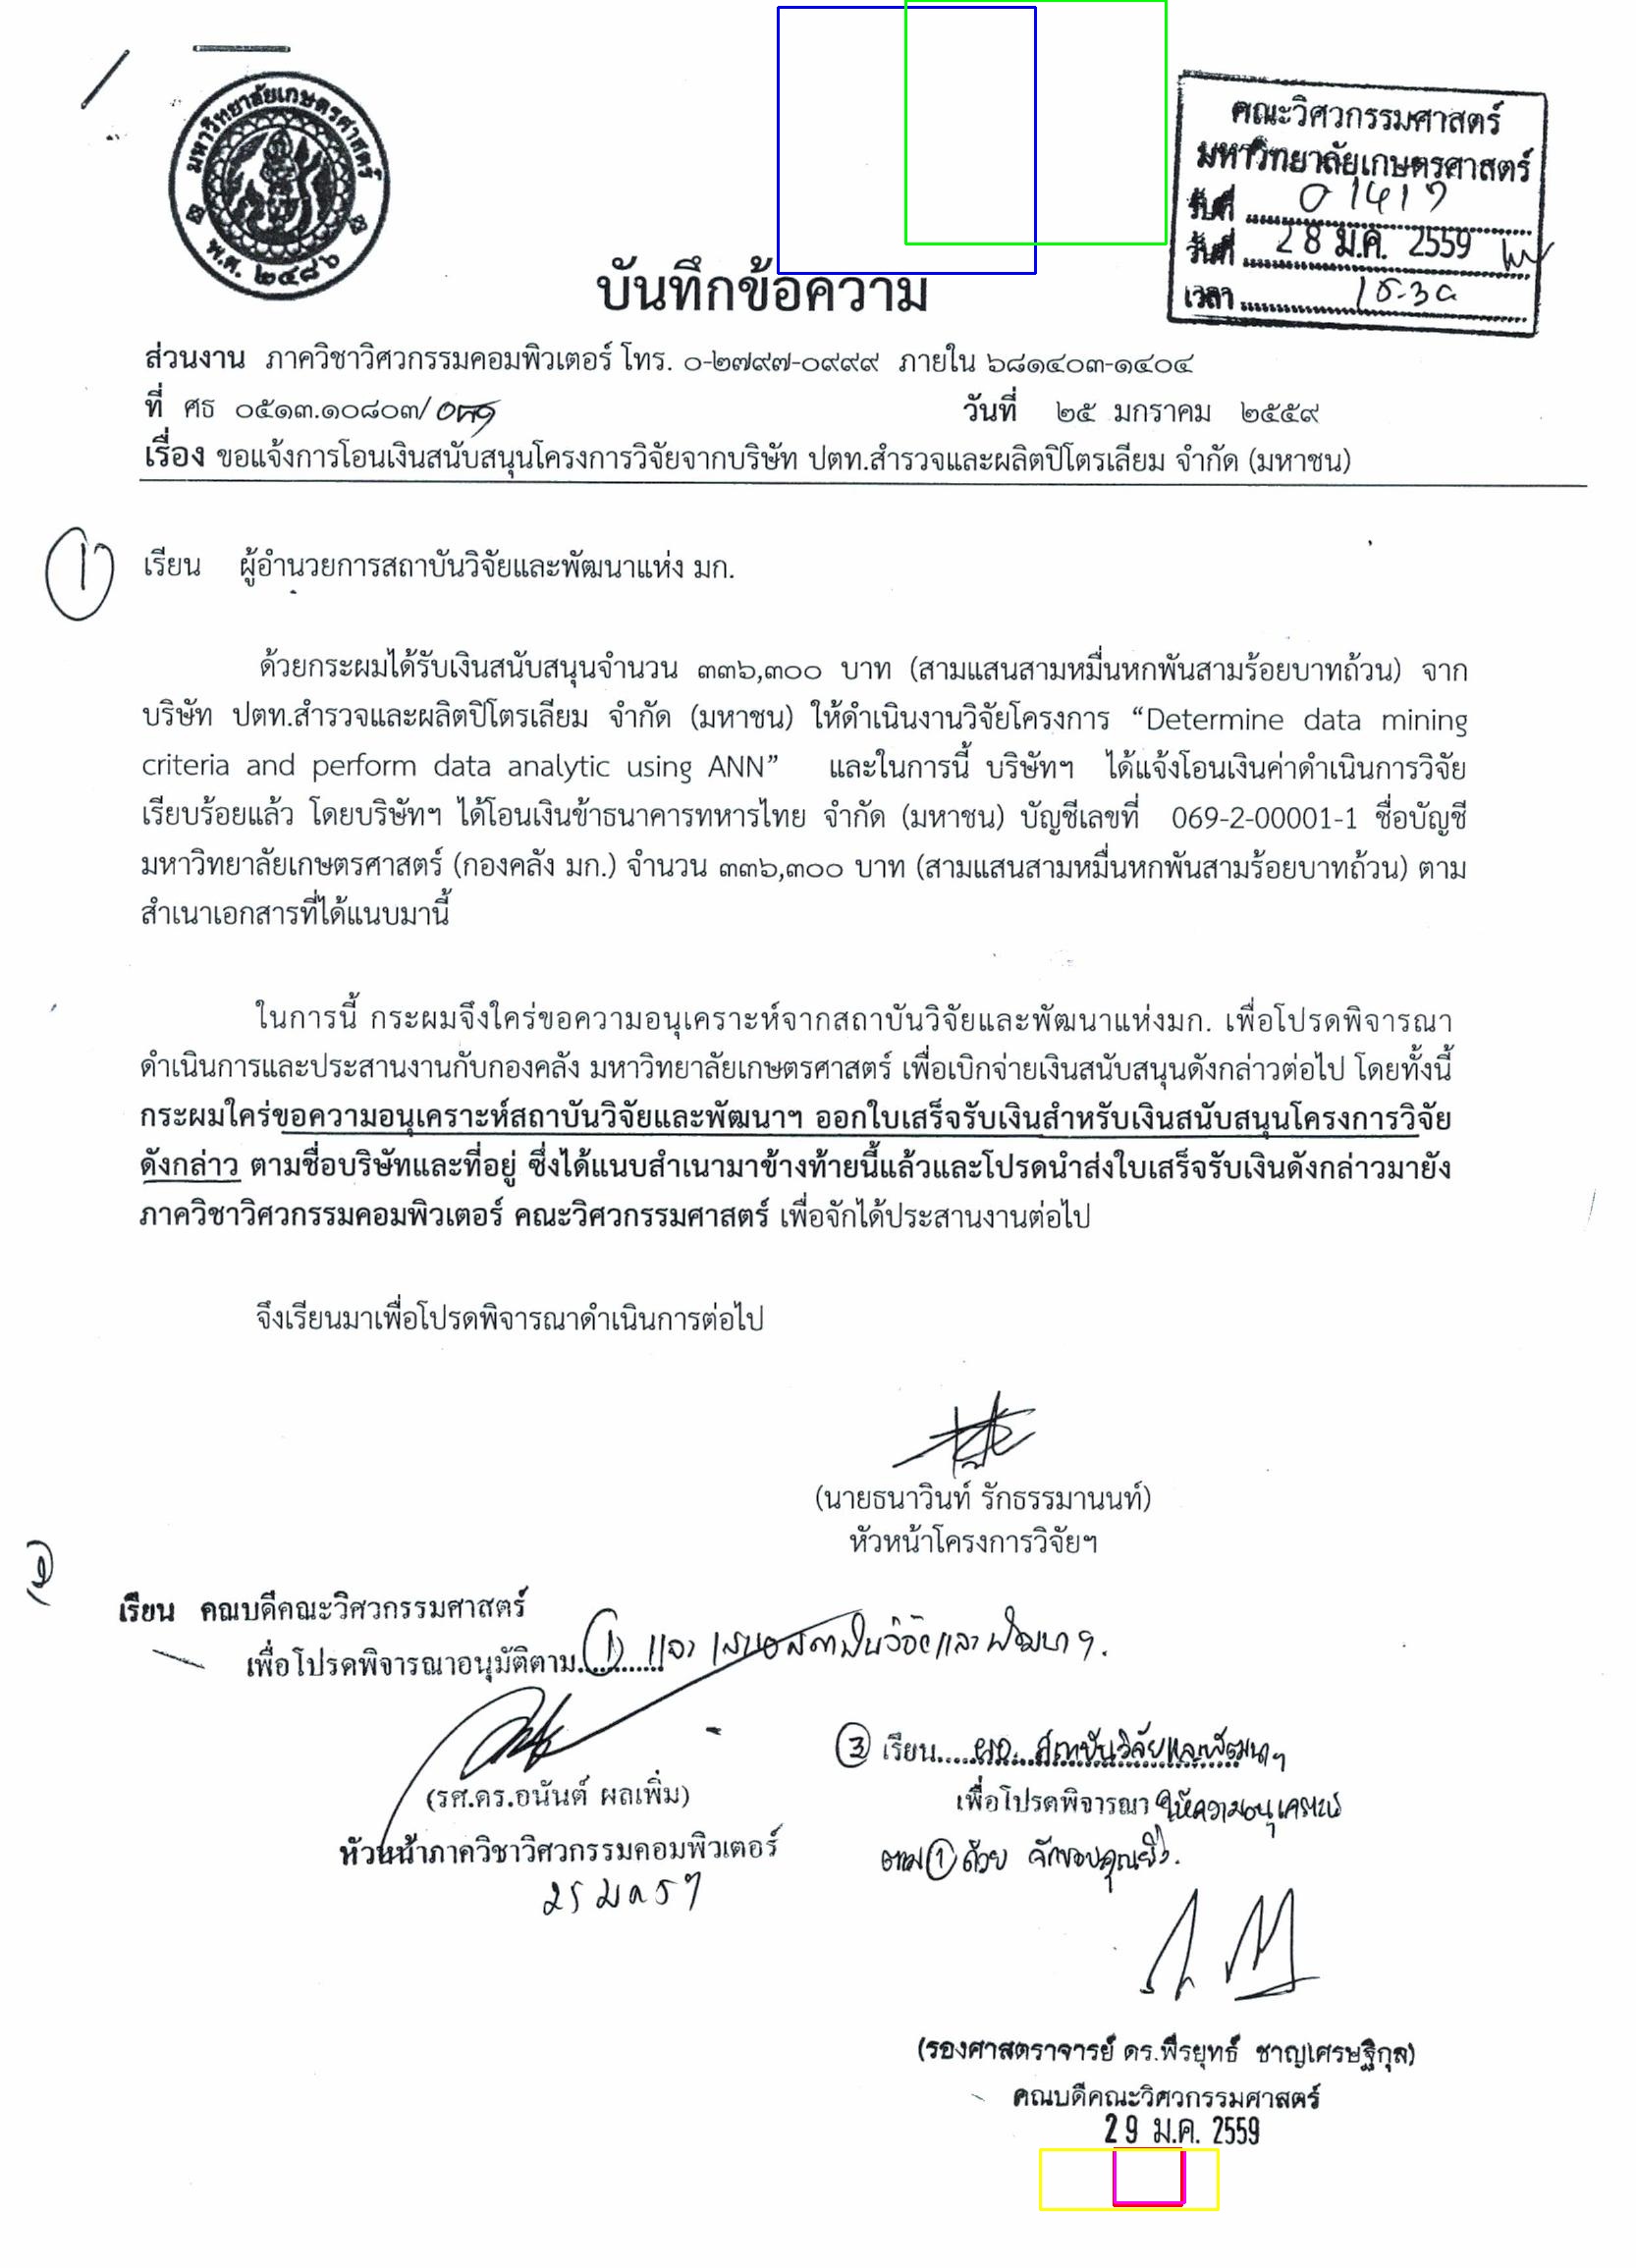 มหาวิทยาลัยเกษตรศาสตร์
พ.ศ. ๒๔๘๖
คณะวิศวกรรมศาสตร์
มหาวิทยาลัยเกษตรศาสตร์
รับที่ 01417
วันที่ 28 ม.ค. 2559
เวลา
บันทึกข้อความ
ส่วนงาน ภาควิชาวิศวกรรมคอมพิวเตอร์ โทร. ๐-๒๗๙๗-๐๙๙๙ ภายใน ๖๘๑๔๐๓-๑๔๐๔
ที่ ศธ ๐๕๑๓.๑๐๘๐๓/
วันที่ ๒๕ มกราคม ๒๕๕๙
เรื่อง ขอแจ้งการโอนเงินสนับสนุนโครงการวิจัยจากบริษัท ปตท.สำรวจและผลิตปิโตรเลียม จำกัด (มหาชน)
1 เรียน ผู้อำนวยการสถาบันวิจัยและพัฒนาแห่ง มก.
ด้วยกระผมได้รับเงินสนับสนุนจำนวน ๓๓๖,๓๐๐ บาท (สามแสนสามหมื่นหกพันสามร้อยบาทถ้วน) จาก
บริษัท ปตท.สำรวจและผลิตปิโตรเลียม จำกัด (มหาชน) ให้ดำเนินงานวิจัยโครงการ “Determine data mining
criteria and perform data analytic using ANN” และในการนี้ บริษัทฯ ได้แจ้งโอนเงินค่าดำเนินการวิจัย
เรียบร้อยแล้ว โดยบริษัทฯ ได้โอนเงินข้าธนาคารทหารไทย จำกัด (มหาชน) บัญชีเลขที่ 069-2-00001-1 ชื่อบัญชี
มหาวิทยาลัยเกษตรศาสตร์ (กองคลัง มก.) จำนวน ๓๓๖,๓๐๐ บาท (สามแสนสามหมื่นหกพันสามร้อยบาทถ้วน) ตาม
สำเนาเอกสารที่ได้แนบมานี้
ในการนี้ กระผมจึงใคร่ขอความอนุเคราะห์จากสถาบันวิจัยและพัฒนาแห่งมก. เพื่อโปรดพิจารณา
ดำเนินการและประสานงานกับกองคลัง มหาวิทยาลัยเกษตรศาสตร์ เพื่อเบิกจ่ายเงินสนับสนุนดังกล่าวต่อไป โดยทั้งนี้
กระผมใคร่ขอความอนุเคราะห์สถาบันวิจัยและพัฒนาฯ ออกใบเสร็จรับเงินสำหรับเงินสนับสนุนโครงการวิจัย
ดังกล่าว ตามชื่อบริษัทและที่อยู่ ซึ่งได้แนบสำเนามาข้างท้ายนี้แล้วและโปรดนำส่งใบเสร็จรับเงินดังกล่าวมายัง
ภาควิชาวิศวกรรมคอมพิวเตอร์ คณะวิศวกรรมศาสตร์ เพื่อจักได้ประสานงานต่อไป
จึงเรียนมาเพื่อโปรดพิจารณาดำเนินการต่อไป
(นายธนาวินท์ รักธรรมานนท์)
หัวหน้าโครงการวิจัยฯ
เรียน คณบดีคณะวิศวกรรมศาสตร์
เพื่อโปรดพิจารณาอนุมัติตาม 1 และ เสนอสถาบันวิจัยและพัฒนาฯ.
(รศ.ดร.อนันต์ ผลเพิ่ม)
หัวหน้าภาควิชาวิศวกรรมคอมพิวเตอร์
25 มค 59
3 เรียน ผอ. สถาบันวิจัยและพัฒนาฯ
เพื่อโปรดพิจารณา ให้ความอนุเคราะห์
ตาม 1 ด้วย จักขอบคุณยิ่ง.
(รองศาสตราจารย์ ดร.พีรยุทธ์ ชาญเศรษฐิกุล)
คณบดีคณะวิศวกรรมศาสตร์
29 ม.ค. 2559